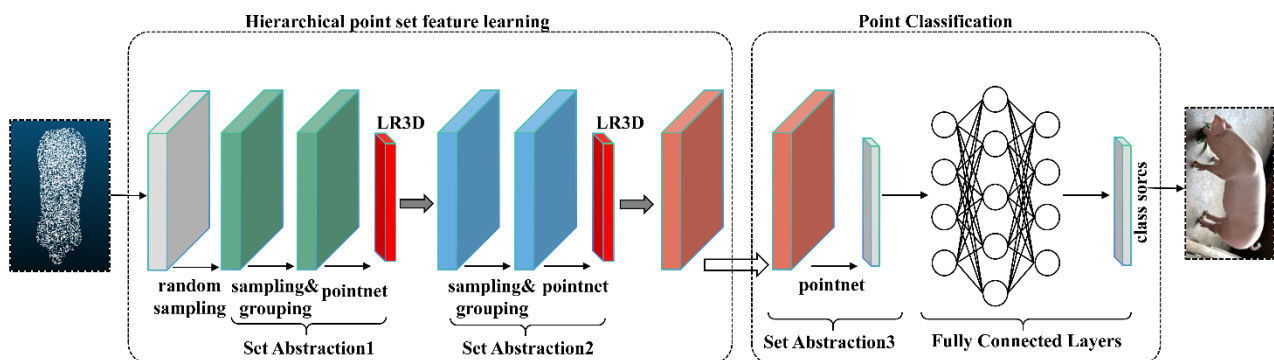 Hierarchical point set feature learning
Point Classification
LR3D
LR3D
random
sampling
sampling&
grouping
pointnet
sampling&
grouping
pointnct
pointnet
class sores
Set Abstraction1
Set Abstraction2
Set Abstraction3
Fully Connected Layers